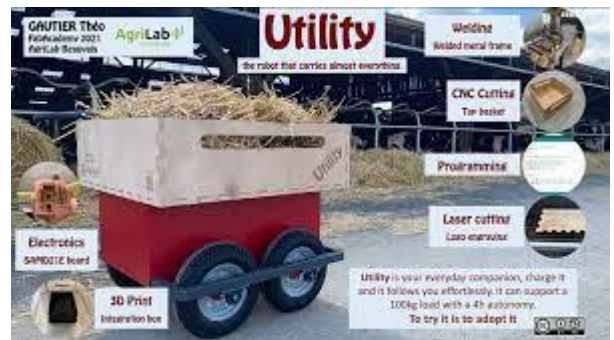 GAUTIER Théo
FabAcademy 2021
AgriLab Beauvais
AgriLab
Utility
the robot that carries almost everything
Welding
Welded metal frame
CNC Cutting
Top basket
Programming
Laser cutting
Logo engraving
Utility
Electronics
SAMD21E board
3D Print
Integration box
Utility is your everyday companion, charge it
and it follows you effortlessly. It can support a
100kg load with a 4h autonomy.
To try it is to adopt it